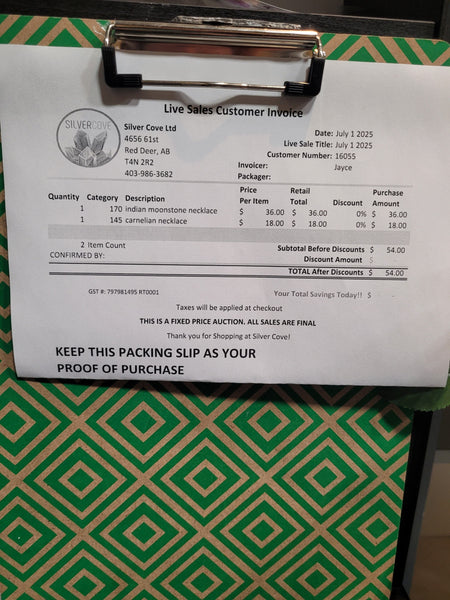 Live Sales Customer Invoice
SILVERCOVE
Silver Cove Ltd
4656 61st
Red Deer, AB
T4N 2R2
403-986-3682
Date: July 1 2025
Live Sale Title: July 1 2025
Customer Number: 16055
Invoicer: Jayce
Packager:
Quantity Category Description Price Per Item Retail Total Discount Purchase Amount
1 170 indian moonstone necklace $ 36.00 $ 36.00 0% $ 36.00
1 145 carnelian necklace $ 18.00 $ 18.00 0% $ 18.00
2 Item Count Subtotal Before Discounts $ 54.00
CONFIRMED BY: Discount Amount $ -
TOTAL After Discounts $ 54.00
GST #: 797981495 RT0001 Your Total Savings Today!! $ -
Taxes will be applied at checkout
THIS IS A FIXED PRICE AUCTION. ALL SALES ARE FINAL
Thank you for Shopping at Silver Cove!
KEEP THIS PACKING SLIP AS YOUR
PROOF OF PURCHASE